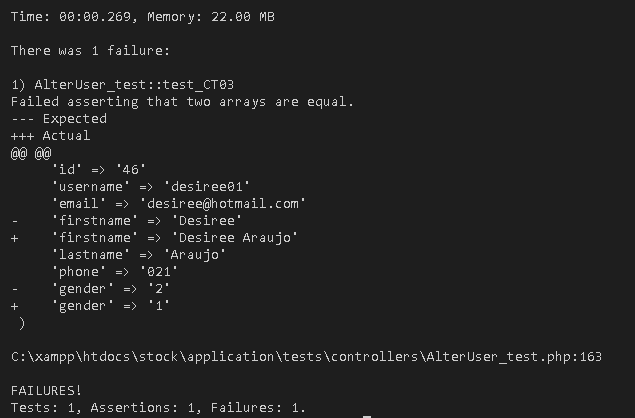 Time: 00:00.269, Memory: 22.00 MB
There was 1 failure:
1) AlterUser_test::test_CT03
Failed asserting that two arrays are equal.
--- Expected
+++ Actual
@@ @@
     'id' => '46'
     'username' => 'desiree01'
     'email' => 'desiree@hotmail.com'
-    'firstname' => 'Desiree'
+    'firstname' => 'Desiree Araujo'
     'lastname' => 'Araujo'
     'phone' => '021'
-    'gender' => '2'
+    'gender' => '1'
 )
C:\xampp\htdocs\stock\application\tests\controllers\AlterUser_test.php:163
FAILURES!
Tests: 1, Assertions: 1, Failures: 1.